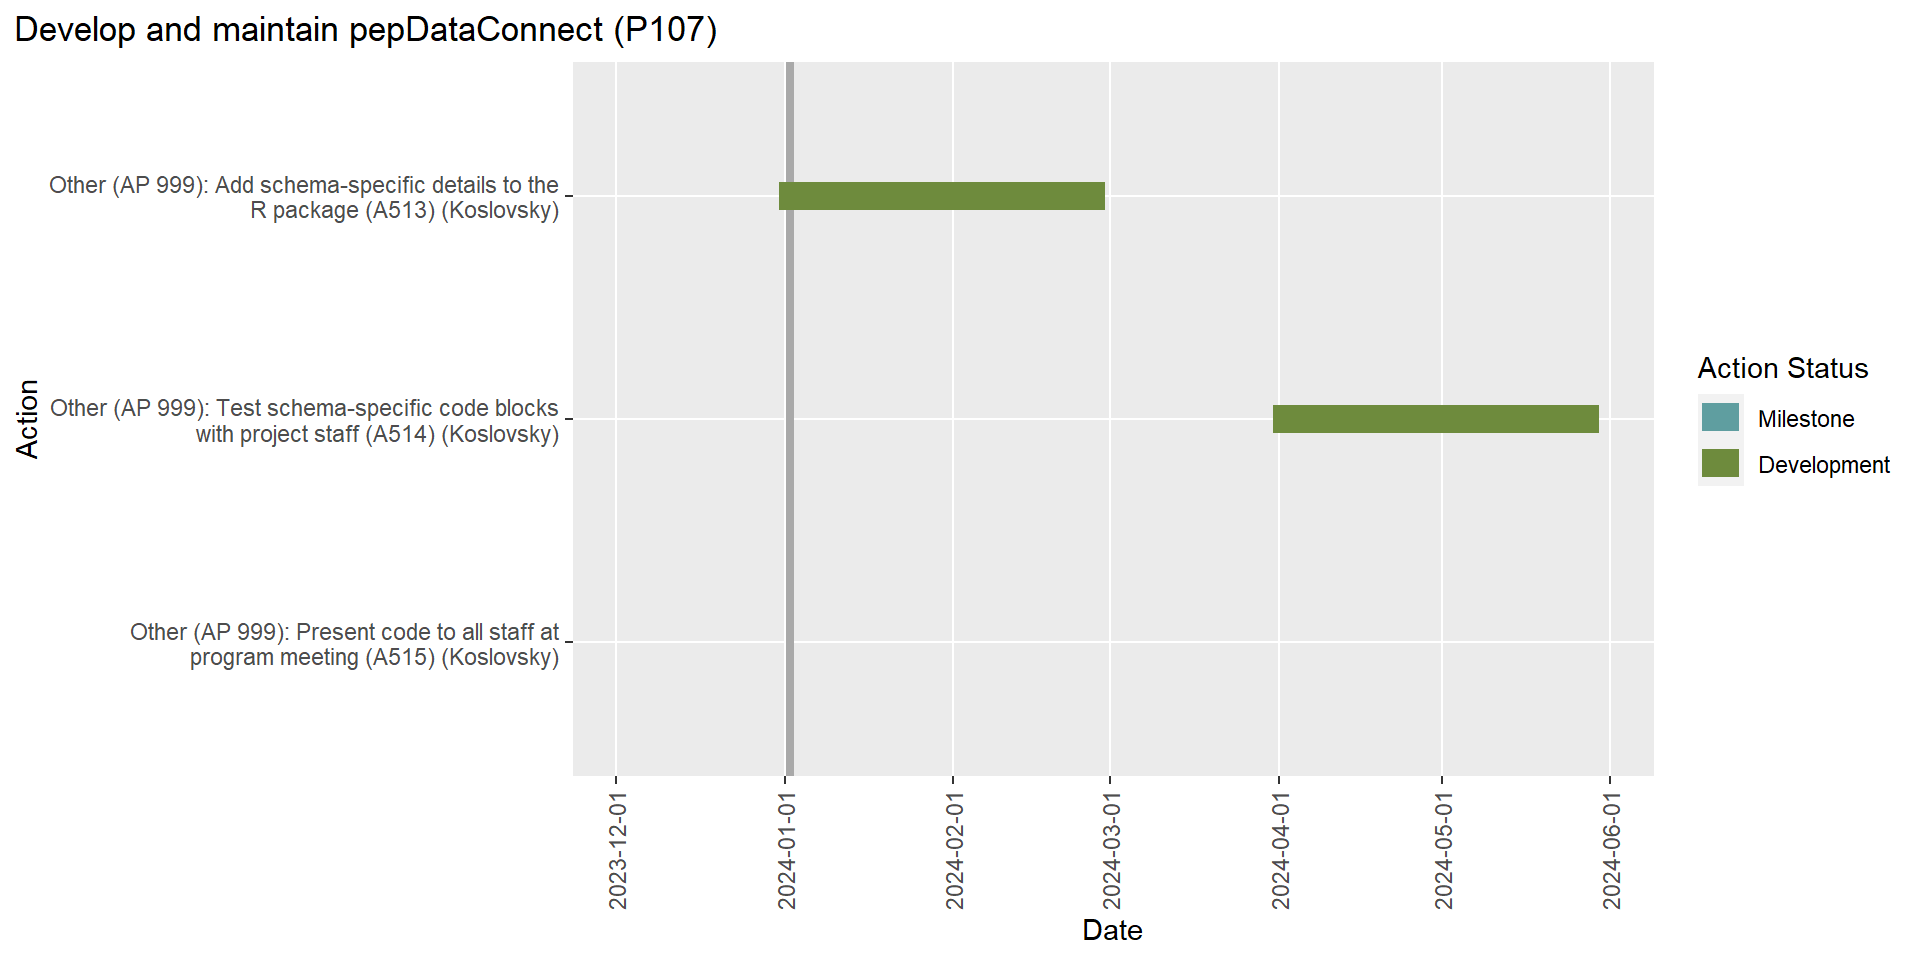 Develop and maintain pepDataConnect (P107)
Other (AP 999): Add schema-specific details to the
R package (A513) (Koslovsky)
Other (AP 999): Test schema-specific code blocks
with project staff (A514) (Koslovsky)
Other (AP 999): Present code to all staff at
program meeting (A515) (Koslovsky)
Action
2023-12-01
2024-01-01
2024-02-01
2024-03-01
2024-04-01
2024-05-01
2024-06-01
Date
Action Status
Milestone
Development